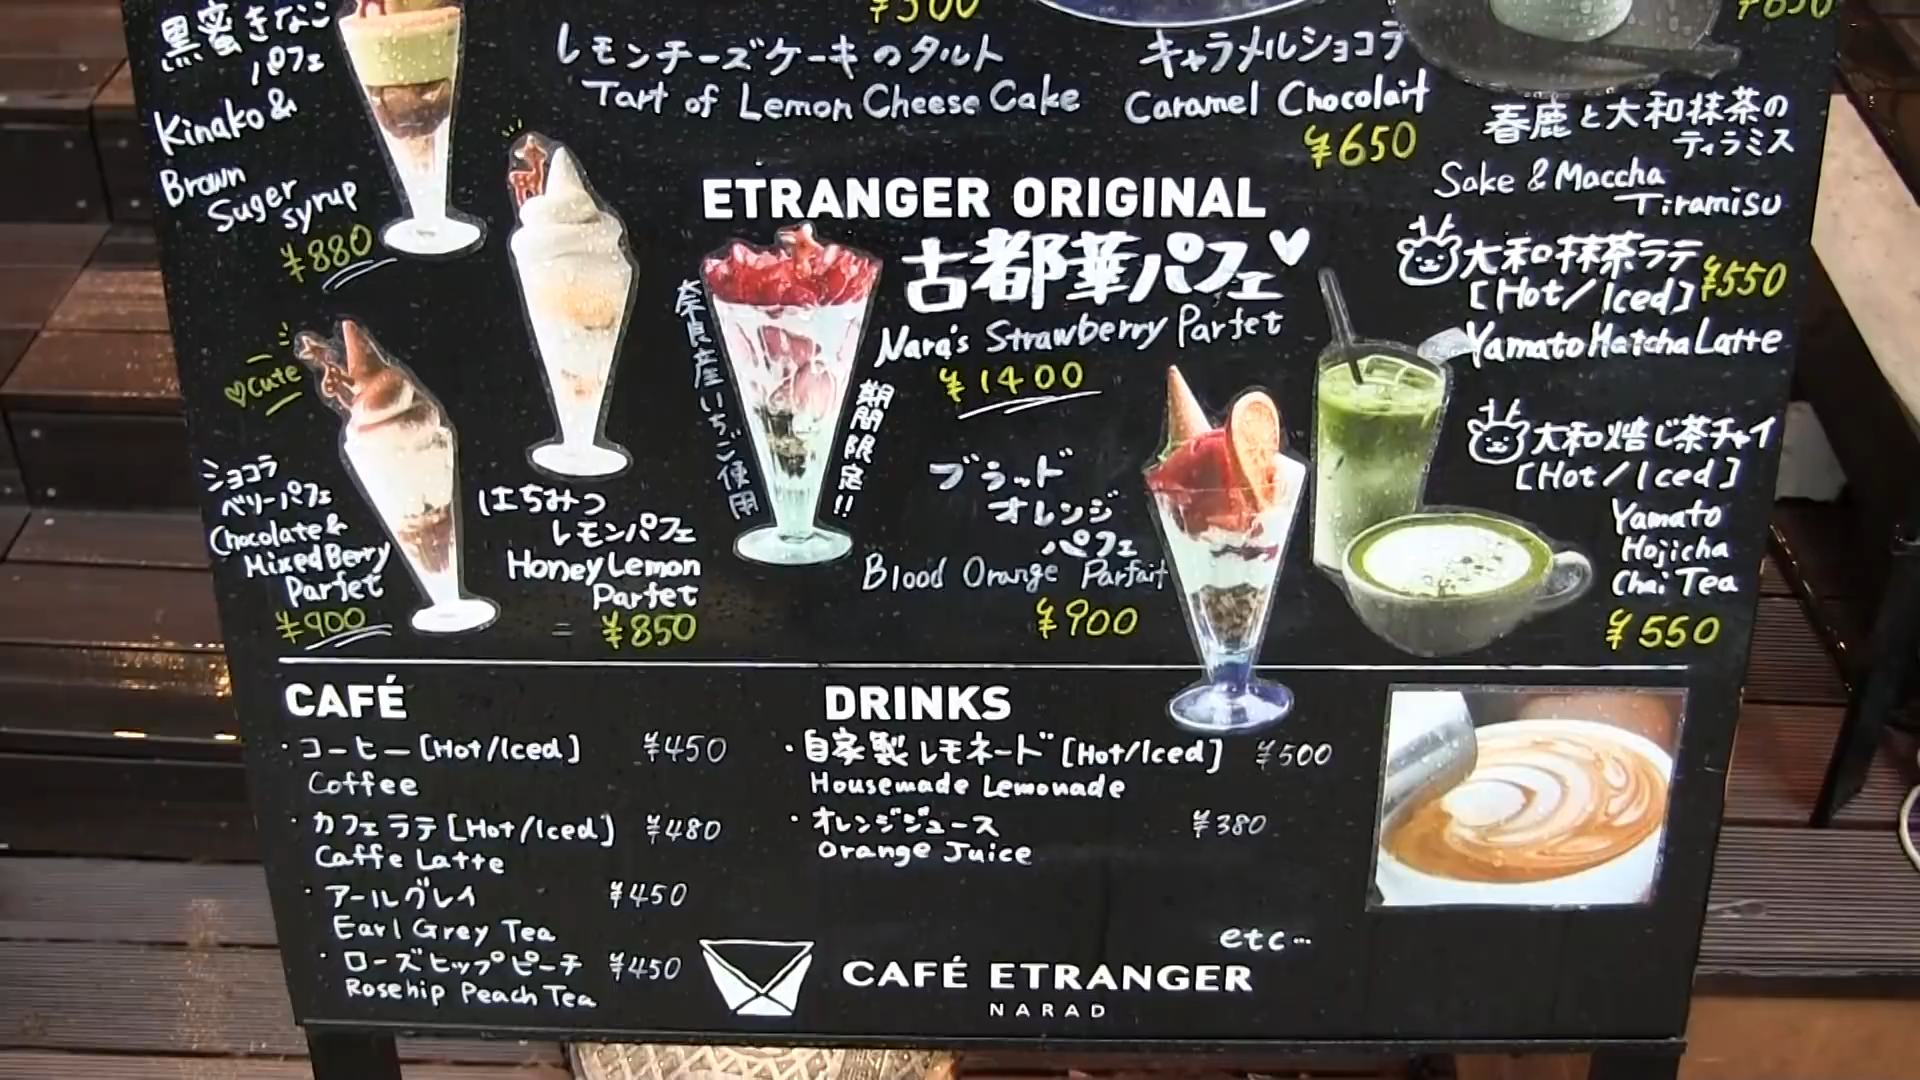 黒蜜きなこ
パフェ
Kinako &
Brown
Suger
syrup
¥880
レモンチーズケーキのタルト
Tart of Lemon Cheese Cake
キャラメルショコラ
Caramel Chocolait
¥650
春鹿と大和抹茶の
ティラミス
Sake & Maccha
Tiramisu
ETRANGER ORIGINAL
古都華パフェ♡
Nara's Strawberry Parfet
¥1400
奈良産いちご使用
期間限定!!
大和抹茶ラテ
[Hot/Iced] ¥550
Yamato Matcha Latte
大和焙じ茶チャイ
[Hot/Iced]
Yamato
Hojicha
Chai Tea
¥550
♡Cute
ショコラ
ベリーパフェ
Chocolate &
Mixed Berry
Parfet
¥900
はちみつ
レモンパフェ
Honey Lemon
Parfet
¥850
ブラッド
オレンジ
パフェ
Blood Orange Parfait
¥900
CAFÉ
・コーヒー[Hot/Iced] ¥450
Coffee
・カフェラテ[Hot/Iced] ¥480
Caffe Latte
・アールグレイ ¥450
Earl Grey Tea
・ローズヒップピーチ ¥450
Rosehip Peach Tea
DRINKS
・自家製レモネード[Hot/Iced] ¥500
Housemade Lemonade
・オレンジジュース ¥380
Orange Juice
etc…
CAFÉ ETRANGER
NARAD